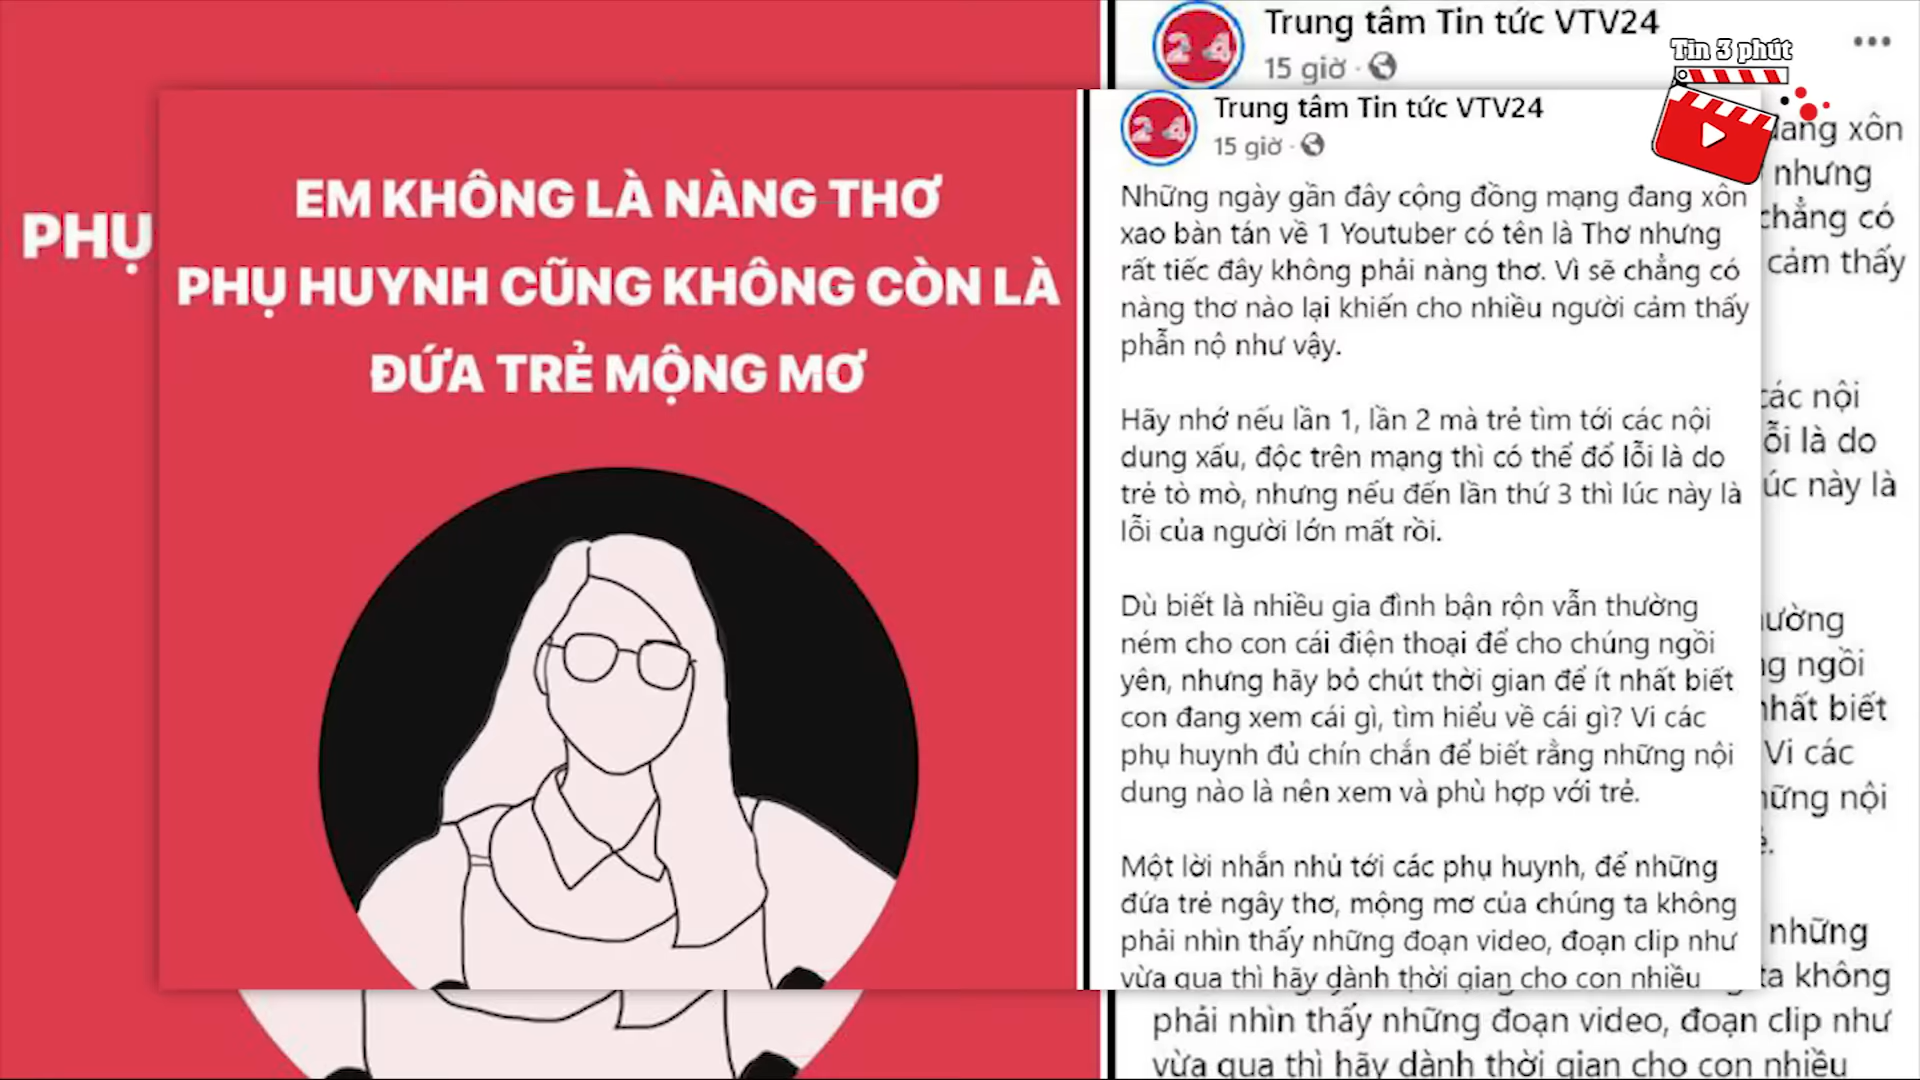 EM KHÔNG LÀ NÀNG THƠ
PHỤ HUYNH CŨNG KHÔNG CÒN LÀ
ĐỨA TRẺ MỘNG MƠ
PHỤ
Trung tâm Tin tức VTV24
15 giờ
Tin 3 phút
24
Trung tâm Tin tức VTV24
15 giờ
Những ngày gần đây cộng đồng mạng đang xôn
xao bàn tán về 1 Youtuber có tên là Thơ nhưng
rất tiếc đây không phải nàng thơ. Vì sẽ chẳng có
nàng thơ nào lại khiến cho nhiều người cảm thấy
phẫn nộ như vậy.
Hãy nhớ nếu lần 1, lần 2 mà trẻ tìm tới các nội
dung xấu, độc trên mạng thì có thể đổ lỗi là do
trẻ tò mò, nhưng nếu đến lần thứ 3 thì lúc này là
lỗi của người lớn mất rồi.
Dù biết là nhiều gia đình bận rộn vẫn thường
ném cho con cái điện thoại để cho chúng ngồi
yên, nhưng hãy bỏ chút thời gian để ít nhất biết
con đang xem cái gì, tìm hiểu về cái gì? Vi các
phụ huynh đủ chín chắn để biết rằng những nội
dung nào là nên xem và phù hợp với trẻ.
Một lời nhắn nhủ tới các phụ huynh, để những
đứa trẻ ngây thơ, mộng mơ của chúng ta không
phải nhìn thấy những đoạn video, đoạn clip như
vừa qua thì hãy dành thời gian cho con nhiều
24
đang xôn
nhưng
chẳng có
cảm thấy
các nội
lỗi là do
lúc này là
thường
ngồi
nhất biết
Vi các
những nội
những
ta không
phải nhìn thấy những đoạn video, đoạn clip như
vừa qua thì hãy dành thời gian cho con nhiều